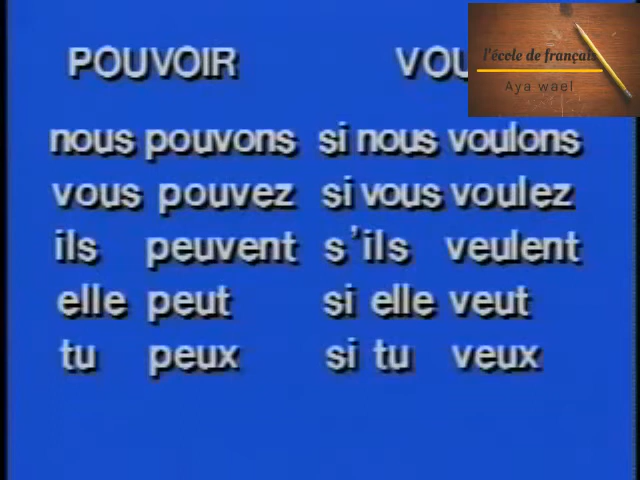 POUVOIR VOU
l'école de français
Aya wael
nous pouvons si nous voulons
vous pouvez si vous voulez
ils peuvent s'ils veulent
elle peut si elle veut
tu peux si tu veux